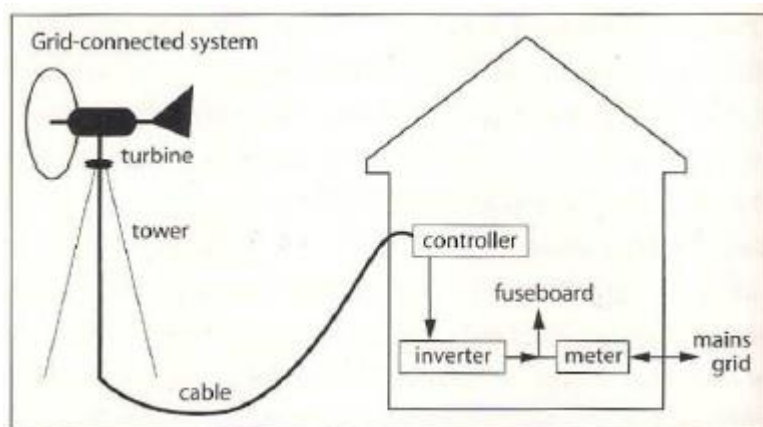 Grid-connected system
turbine
tower
controller
fuseboard
inverter
meter
mains
grid
cable